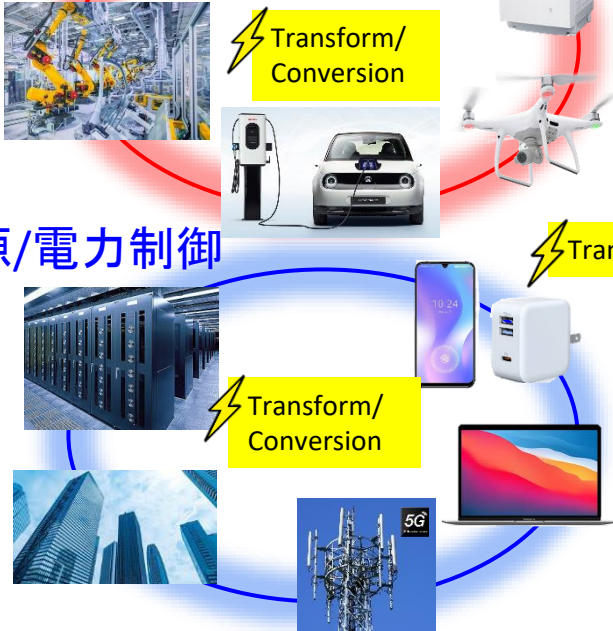 Transform/
Conversion
源/電力制御
Tran
10:24
Transform/
Conversion
5G